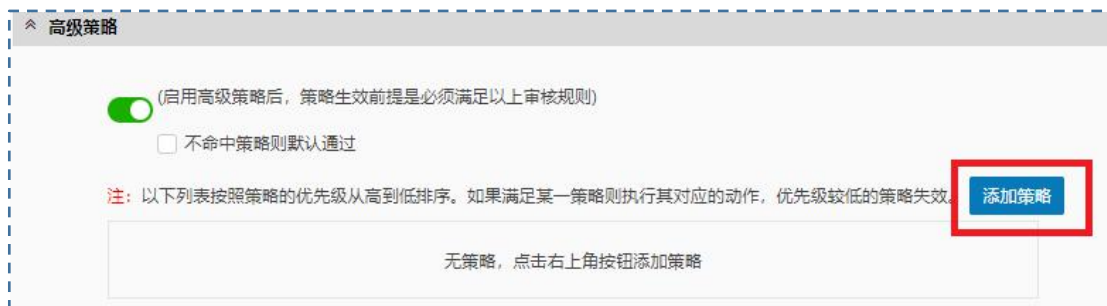 高级策略
(启用高级策略后，策略生效前提是必须满足以上审核规则)
不命中策略则默认通过
注：以下列表按照策略的优先级从高到低排序。如果满足某一策略则执行其对应的动作，优先级较低的策略失效。 添加策略
无策略，点击右上角按钮添加策略